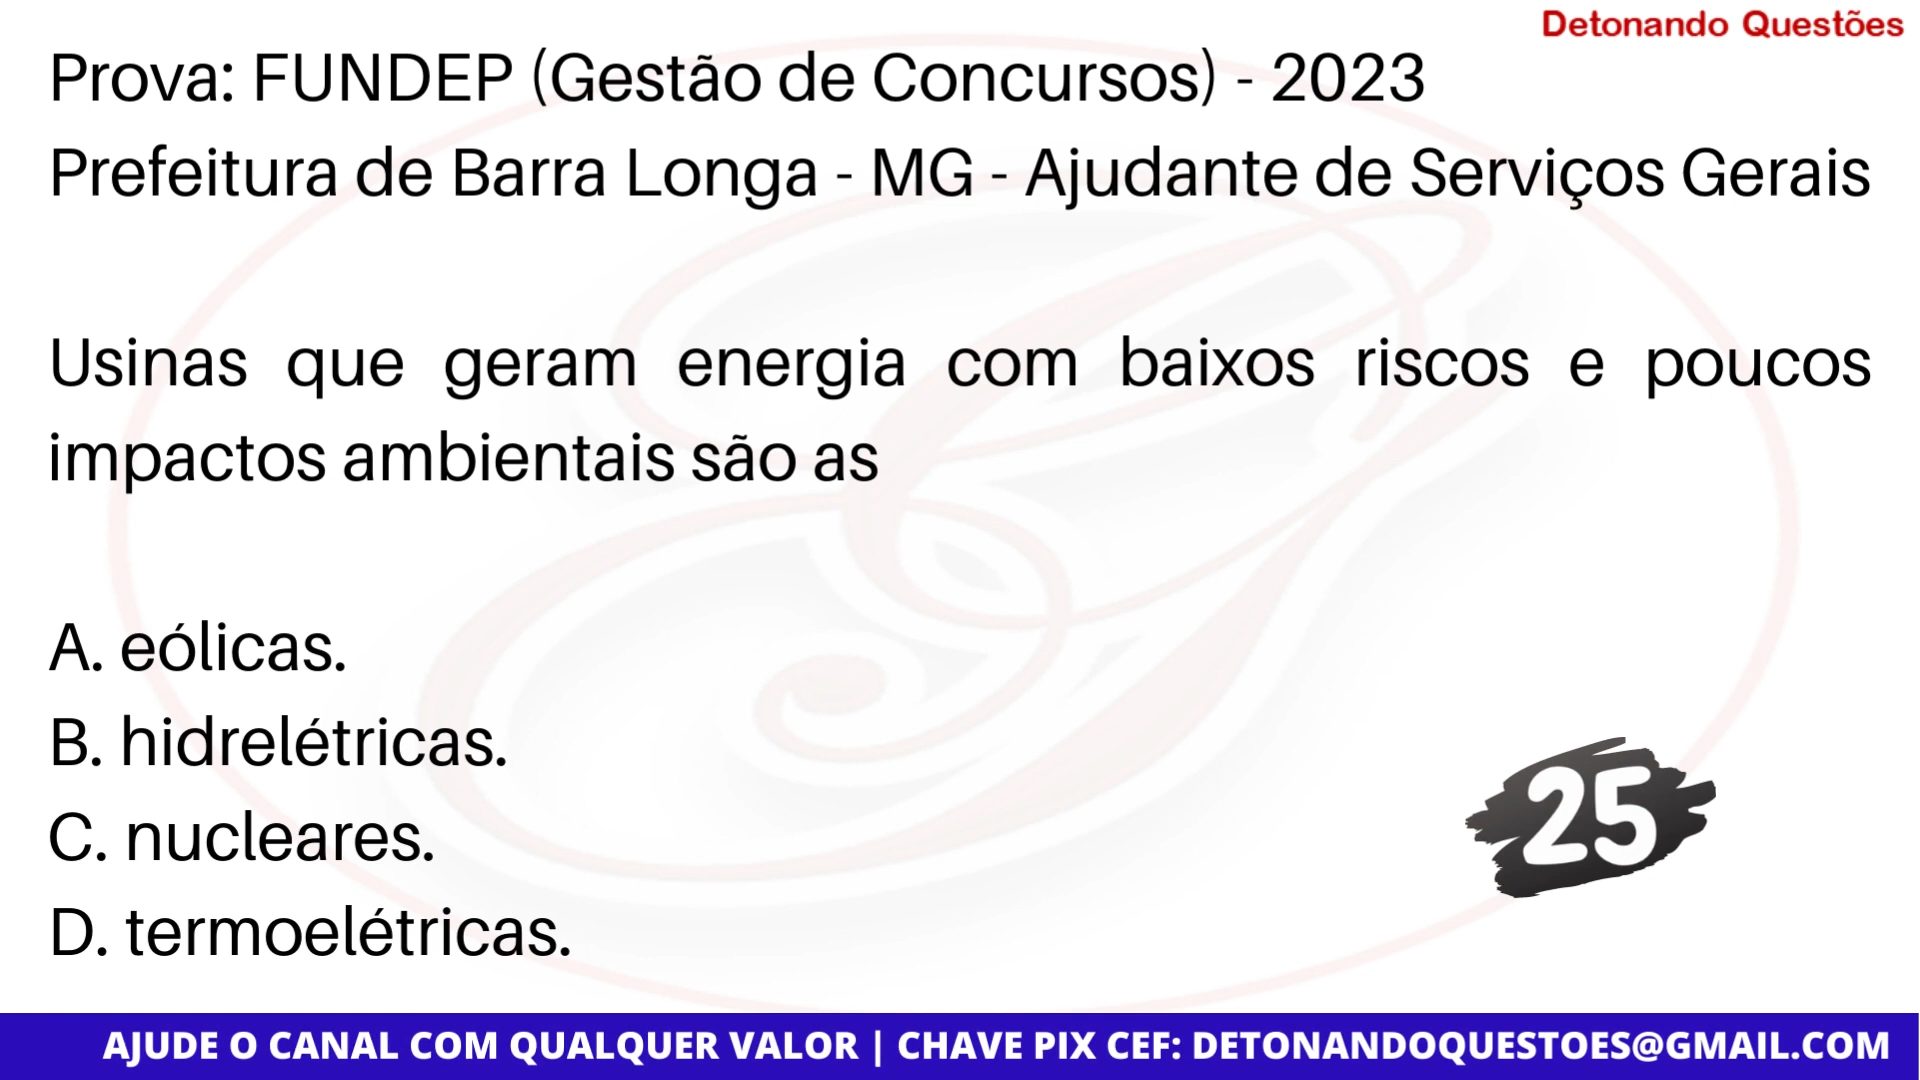 Detonando Questões
Prova: FUNDEP (Gestão de Concursos) - 2023
Prefeitura de Barra Longa - MG - Ajudante de Serviços Gerais
Usinas que geram energia com baixos riscos e poucos
impactos ambientais são as
A. eólicas.
B. hidrelétricas.
C. nucleares.
D. termoelétricas.
25
AJUDE O CANAL COM QUALQUER VALOR | CHAVE PIX CEF: DETONANDOQUESTOES@GMAIL.COM